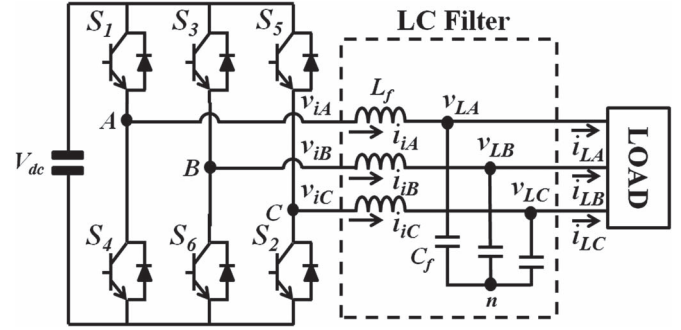 LC Filter
S1 S3 S5
Lf
viA vLA
A iiA iLA
Vdc viB vLB LOAD
B iiB iLB
viC vLC
C iiC iLC
S4 S6 S2 Cf
n